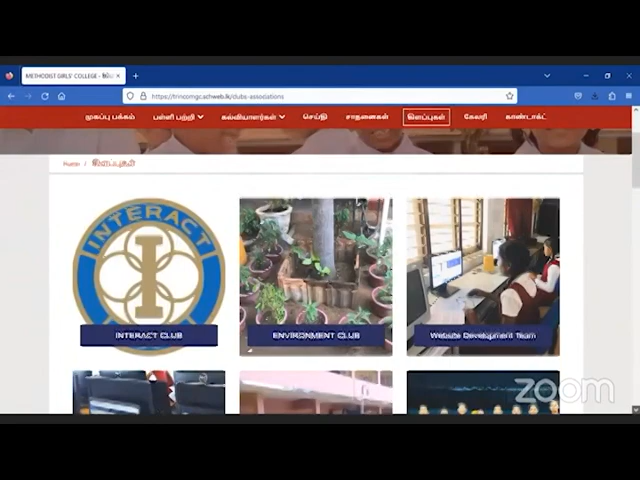 METHODIST GIRLS' COLLEGE -
https://trincomgc.schweb.lk/clubs-associations
முகப்பு பக்கம் பள்ளி பற்றி கல்வியாளர்கள் செய்தி சாதனைகள் கிளப்புகள் கேலரி காண்டாக்ட்
Home / கிளப்புகள்
INTERACT
I
INTERACT CLUB
ENVIRONMENT CLUB
Website Development Team
zoom